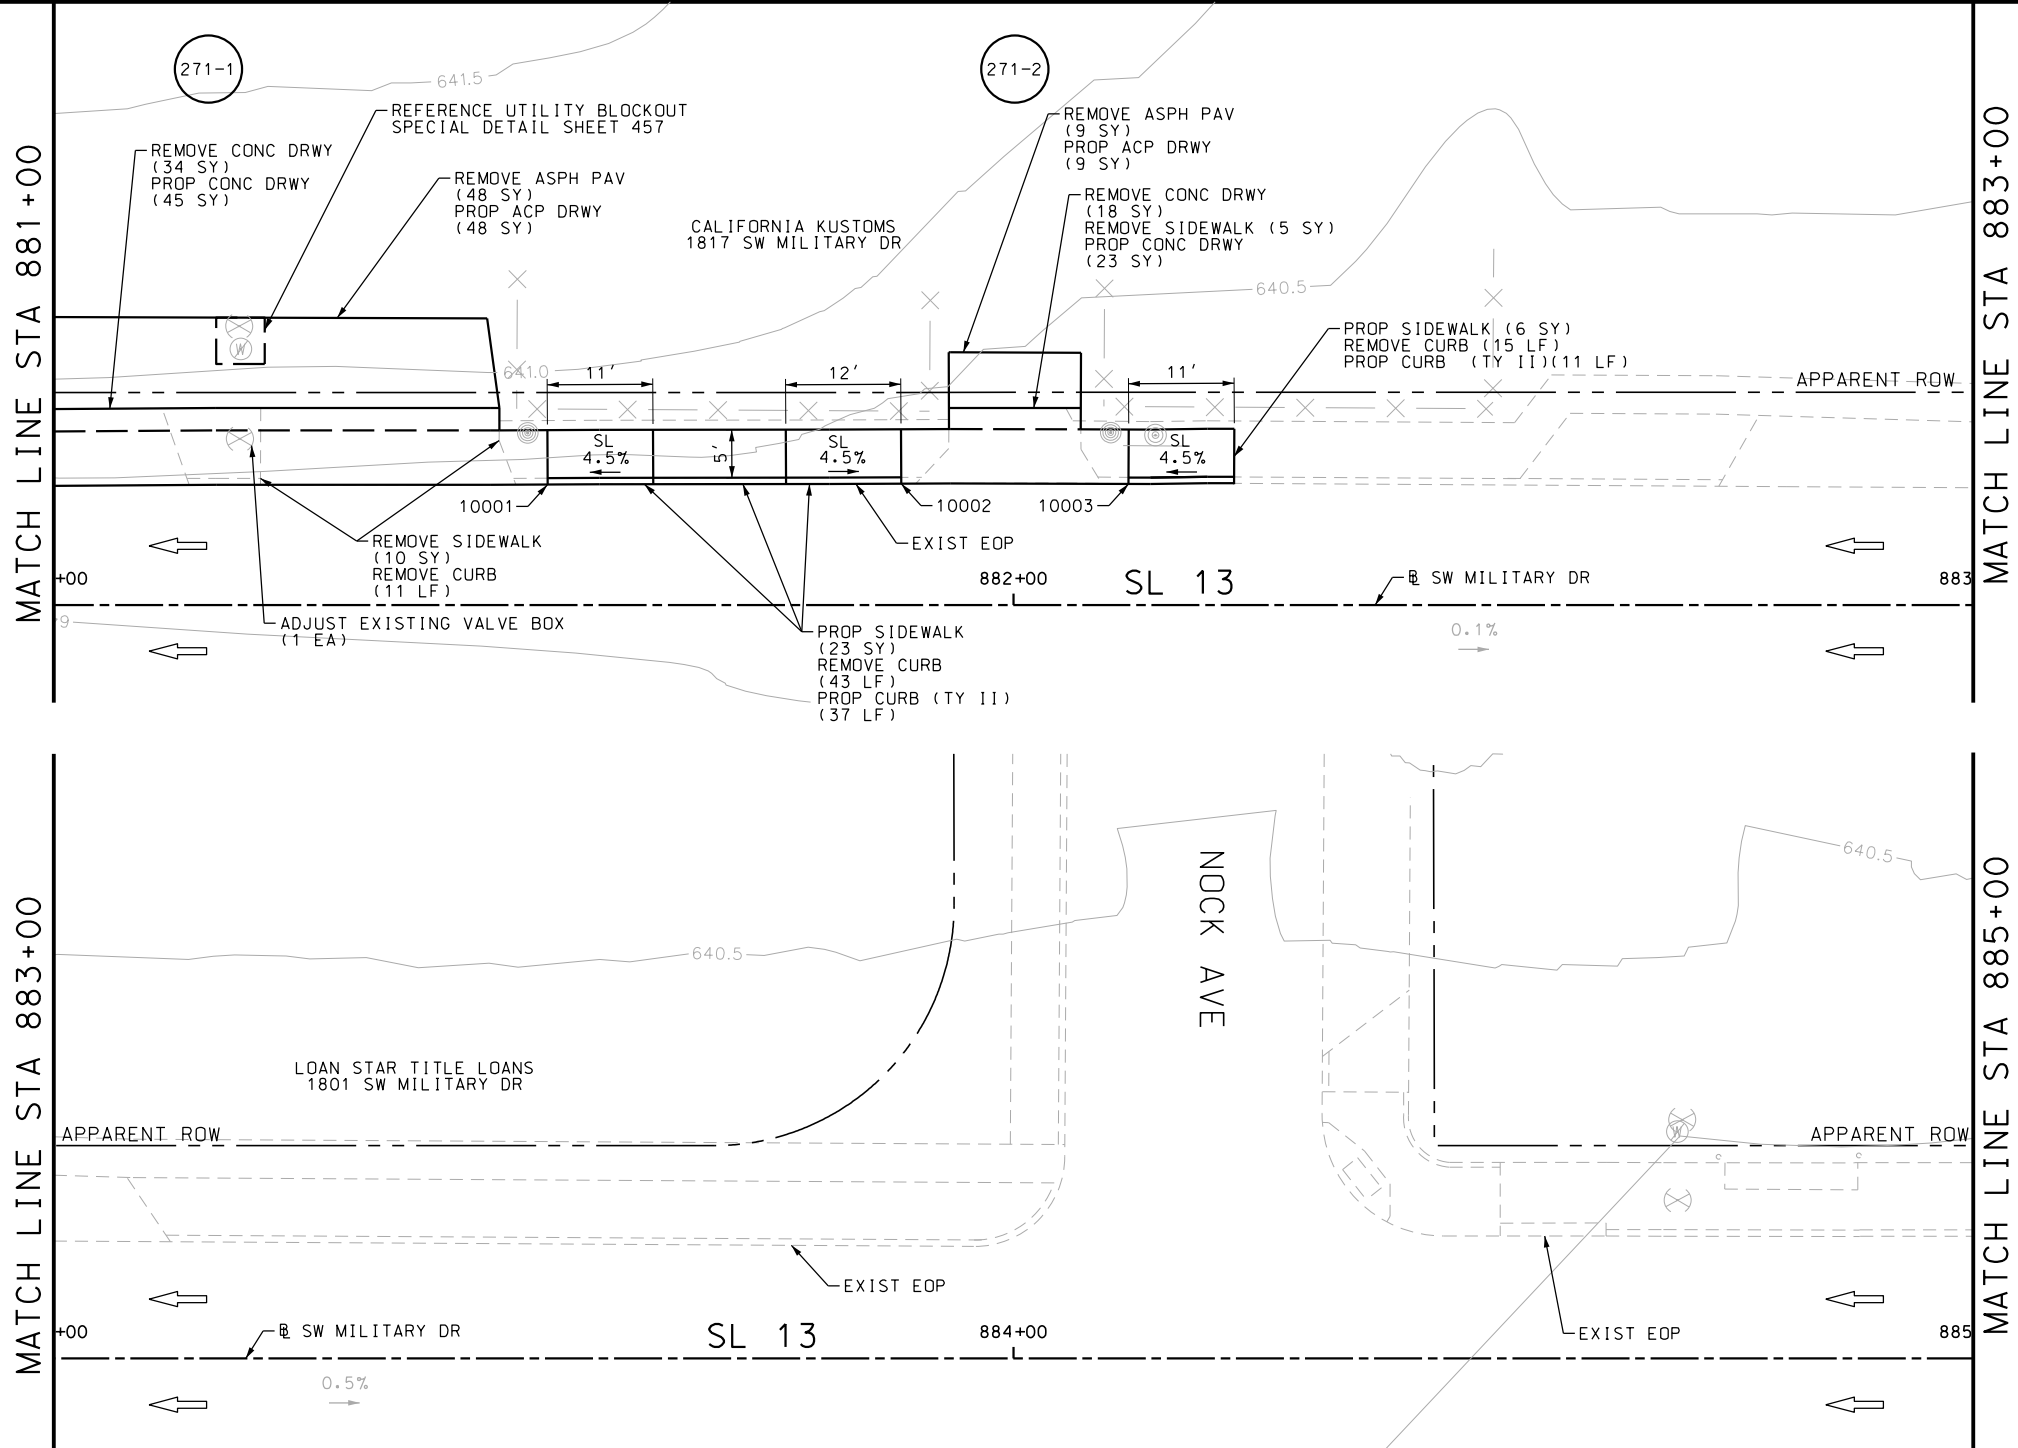 271-1
271-2
641.5
REFERENCE UTILITY BLOCKOUT
SPECIAL DETAIL SHEET 457
REMOVE CONC DRWY
(34 SY)
PROP CONC DRWY
(45 SY)
REMOVE ASPH PAV
(48 SY)
PROP ACP DRWY
(48 SY)
CALIFORNIA KUSTOMS
1817 SW MILITARY DR
REMOVE ASPH PAV
(9 SY)
PROP ACP DRWY
(9 SY)
REMOVE CONC DRWY
(18 SY)
REMOVE SIDEWALK (5 SY)
PROP CONC DRWY
(23 SY)
640.5
PROP SIDEWALK (6 SY)
REMOVE CURB (15 LF)
PROP CURB (TY II)(11 LF)
MATCH LINE STA 881+00
MATCH LINE STA 883+00
W
641.0
11'
12'
11'
APPARENT ROW
SL
4.5%
5'
SL
4.5%
SL
4.5%
10001
10002
10003
REMOVE SIDEWALK
(10 SY)
REMOVE CURB
(11 LF)
EXIST EOP
+00
882+00
SL 13
B SW MILITARY DR
883
9
ADJUST EXISTING VALVE BOX
(1 EA)
PROP SIDEWALK
(23 SY)
REMOVE CURB
(43 LF)
PROP CURB (TY II)
(37 LF)
0.1%
MATCH LINE STA 883+00
MATCH LINE STA 885+00
NOCK AVE
640.5
640.5
LOAN STAR TITLE LOANS
1801 SW MILITARY DR
APPARENT ROW
W
APPARENT ROW
EXIST EOP
EXIST EOP
+00
B SW MILITARY DR
SL 13
884+00
885
0.5%